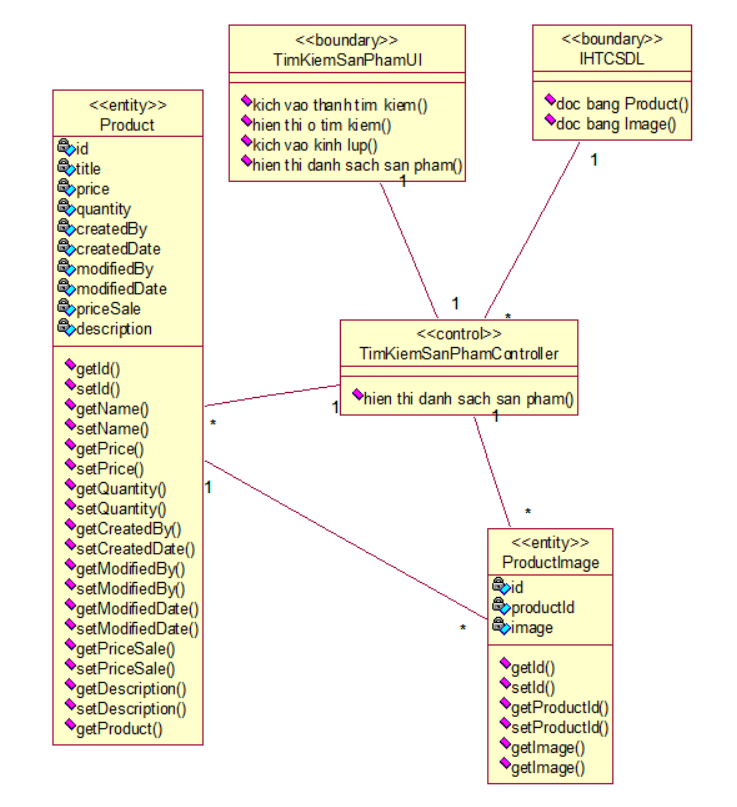 <<boundary>>
TimKiemSanPhamUI
kich vao thanh tim kiem()
hien thi o tim kiem()
kich vao kinh lup()
hien thi danh sach san pham()
1
<<boundary>>
IHTCSDL
doc bang Product()
doc bang Image()
1
<<entity>>
Product
id
title
price
quantity
createdBy
createdDate
modifiedBy
modifiedDate
priceSale
description
getId()
setId()
getName()
setName()
getPrice()
setPrice()
getQuantity()
setQuantity()
getCreatedBy()
setCreatedDate()
getModifiedBy()
setModifiedBy()
getModifiedDate()
setModifiedDate()
getPriceSale()
setPriceSale()
getDescription()
setDescription()
getProduct()
1
*
<<control>>
TimKiemSanPhamController
hien thi danh sach san pham()
1
1
*
1
*
*
<<entity>>
ProductImage
id
productId
image
getId()
setId()
getProductId()
setProductId()
getImage()
getImage()
*
1